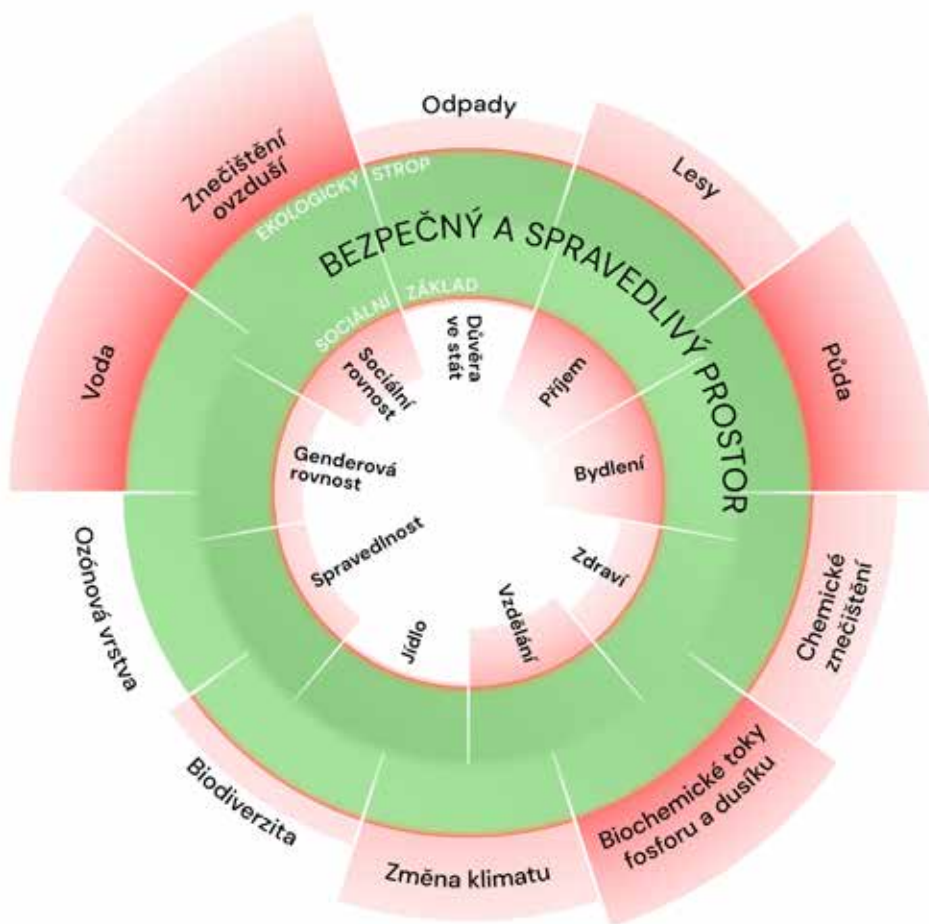 Odpady
Lesy
Půda
Chemické
znečištění
Biochemické toky
fosforu a dusíku
Změna klimatu
Biodiverzita
Ozónová vrstva
Voda
Znečištění
ovzduší
EKOLOGICKÝ STROP
BEZPEČNÝ A SPRAVEDLIVÝ PROSTOR
SOCIÁLNÍ ZÁKLAD
Důvěra
ve stát
Příjem
Bydlení
Zdraví
Vzdělání
Jídlo
Spravedlnost
Genderová
rovnost
Sociální
rovnost